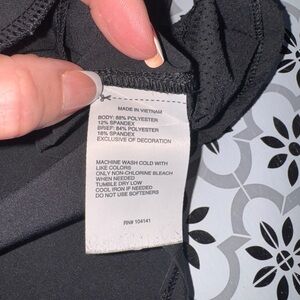 MADE IN VIETNAM
BODY: 88% POLYESTER
12% SPANDEX
BRIEF: 84% POLYESTER
16% SPANDEX
EXCLUSIVE OF DECORATION
MACHINE WASH COLD WITH
LIKE COLORS
ONLY NON-CHLORINE BLEACH
WHEN NEEDED
TUMBLE DRY LOW
COOL IRON IF NEEDED
DO NOT USE SOFTENERS
RN# 104141